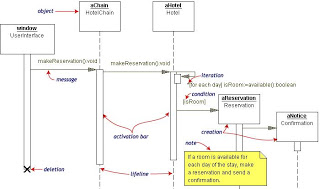 object
aChain
HotelChain
aHotel
Hotel
window
UserInterface
makeReservation():void
makeReservation():void
message
iteration
*[for each day] isRoom:=available():boolean
condition
[isRoom]
aReservation
Reservation
aNotice
Confirmation
activation bar
creation
note
deletion
lifeline
If a room is available for
each day of the stay, make
a reservation and send a
confirmation.